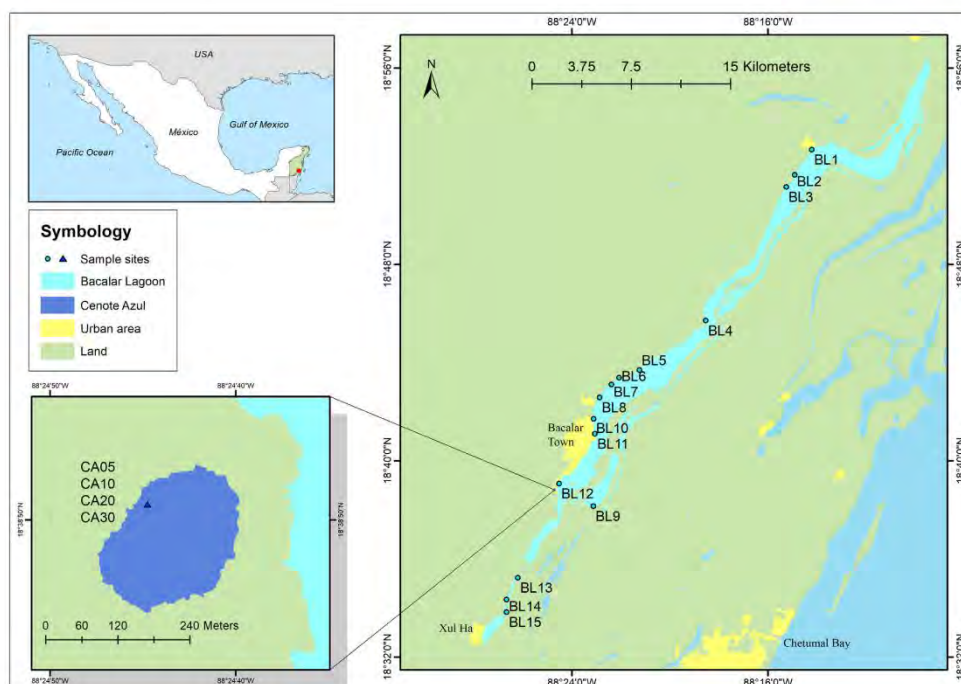 USA
México
Gulf of Mexico
Pacific Ocean
Symbology
Sample sites
Bacalar Lagoon
Cenote Azul
Urban area
Land
88°24'50"W
88°24'40"W
CA05
CA10
CA20
CA30
18°38'50"N
18°38'50"N
0 60 120 240 Meters
88°24'50"W
88°24'40"W
88°24'0"W
88°16'0"W
18°56'0"N
18°56'0"N
0 3.75 7.5 15 Kilometers
N
BL1
BL2
BL3
18°48'0"N
18°48'0"N
BL4
BL5
BL6
BL7
BL8
Bacalar
Town
BL10
BL11
18°40'0"N
18°40'0"N
BL12
BL9
BL13
BL14
BL15
Xul Ha
Chetumal Bay
18°32'0"N
18°32'0"N
88°24'0"W
88°16'0"W